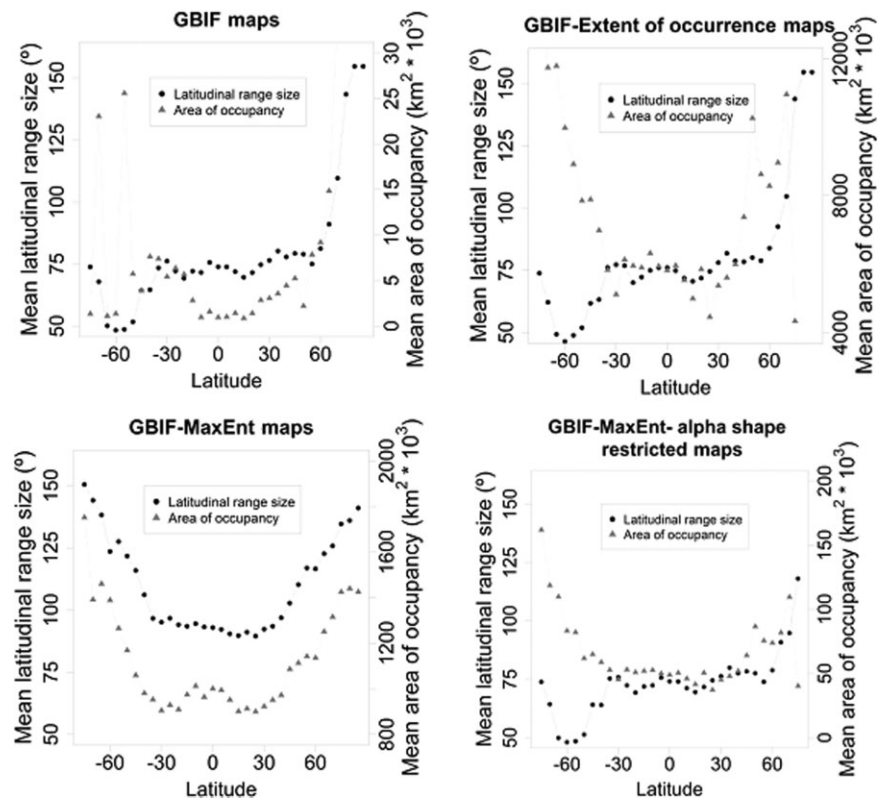 GBIF maps
Mean latitudinal range size (º)
150
125
100
75
50
Latitudinal range size
Area of occupancy
30
25
20
15
10
5
0
Mean area of occupancy (km² * 10³)
-60 -30 0 30 60
Latitude
GBIF-Extent of occurrence maps
Mean latitudinal range size (º)
150
125
100
75
50
Latitudinal range size
Area of occupancy
12000
8000
4000
Mean area of occupancy (km² * 10³)
-60 -30 0 30 60
Latitude
GBIF-MaxEnt maps
Mean latitudinal range size (º)
150
125
100
75
50
Latitudinal range size
Area of occupancy
2000
1600
1200
800
Mean area of occupancy (km² * 10³)
-60 -30 0 30 60
Latitude
GBIF-MaxEnt- alpha shape
restricted maps
Mean latitudinal range size (º)
150
125
100
75
50
Latitudinal range size
Area of occupancy
200
150
100
50
0
Mean area of occupancy (km² * 10³)
-60 -30 0 30 60
Latitude